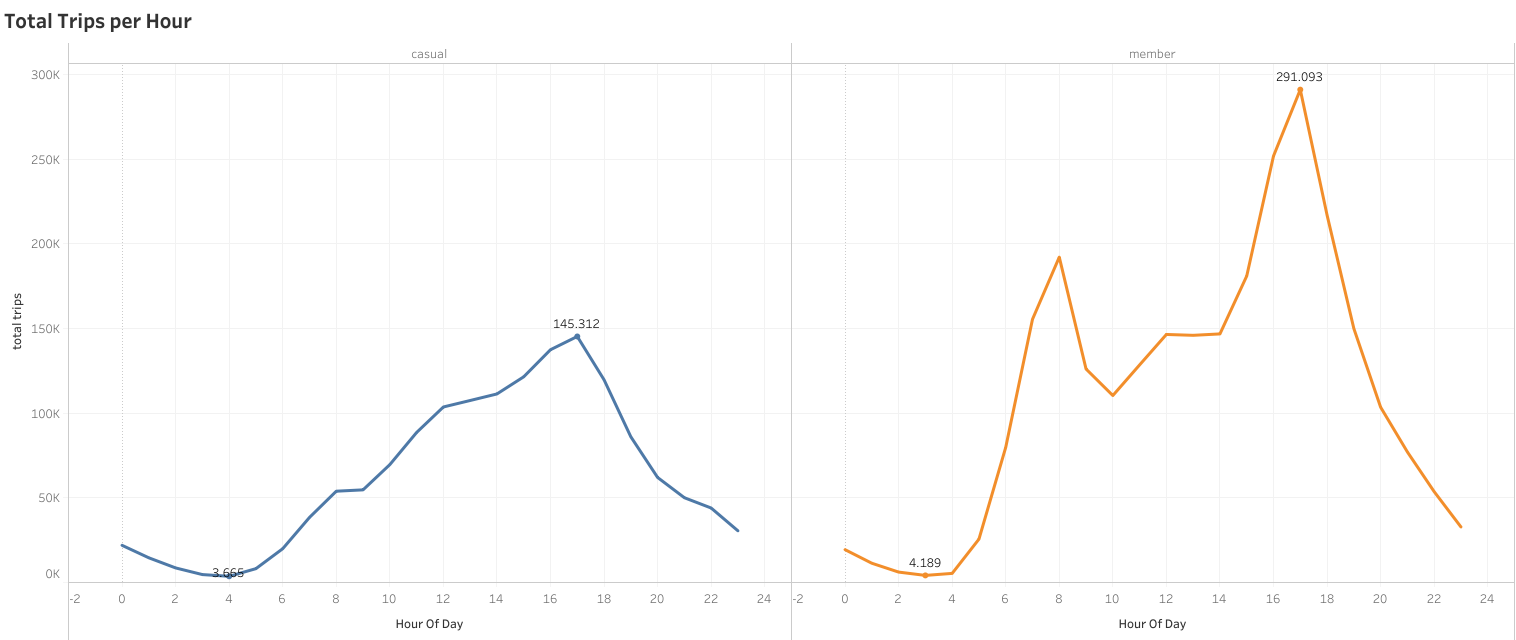 Total Trips per Hour
casual
member
300K
250K
200K
150K
100K
50K
0K
total trips
145.312
3.665
291.093
4.189
-2 0 2 4 6 8 10 12 14 16 18 20 22 24
-2 0 2 4 6 8 10 12 14 16 18 20 22 24
Hour Of Day
Hour Of Day